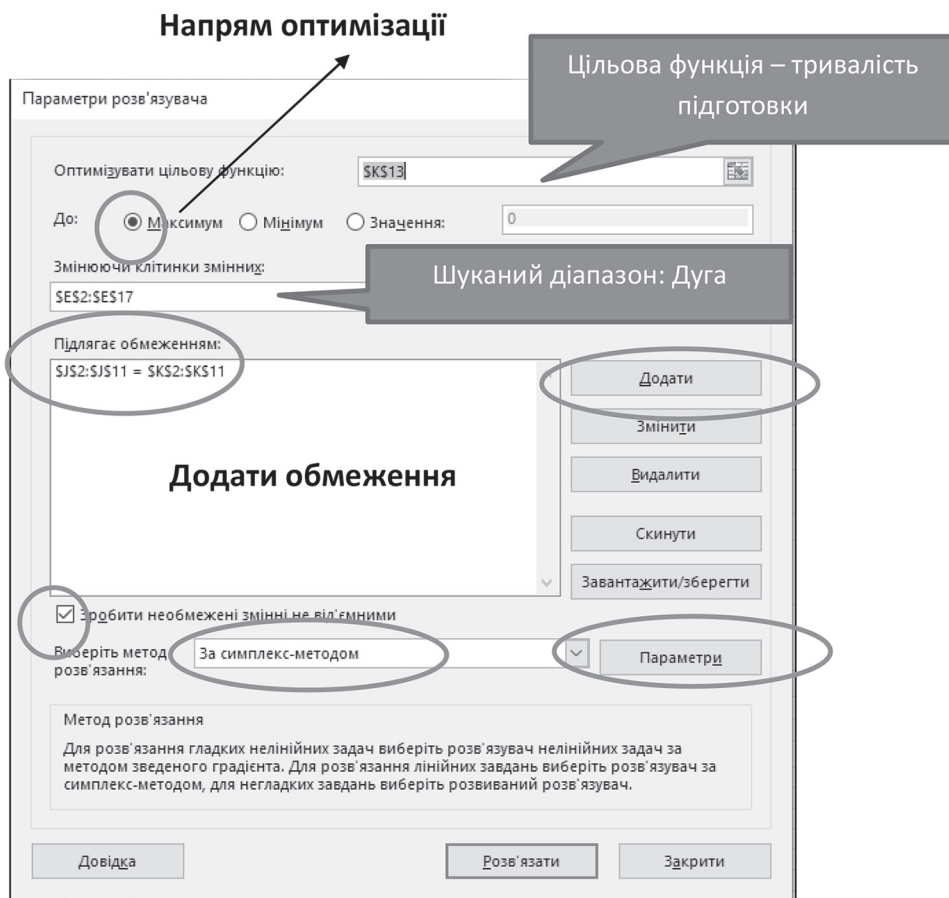 Напрям оптимізації
Цільова функція – тривалість
підготовки
Параметри розв'язувача
Оптимізувати цільову функцію:
$K$13
До:
Максимум
Мінімум
Значення:
0
Змінюючи клітинки змінних:
Шуканий діапазон: Дуга
$E$2:$E$17
Підлягає обмеженням:
$J$2:$J$11 = $K$2:$K$11
Додати
Змінити
Додати обмеження
Видалити
Скинути
Завантажити/зберегти
Зробити необмежені змінні не від'ємними
Виберіть метод
розв'язання:
За симплекс-методом
Параметри
Метод розв'язання
Для розв'язання гладких нелінійних задач виберіть розв'язувач нелінійних задач за
методом зведеного градієнта. Для розв'язання лінійних завдань виберіть розв'язувач за
симплекс-методом, для негладких завдань виберіть розвиваний розв'язувач.
Довідка
Розв'язати
Закрити